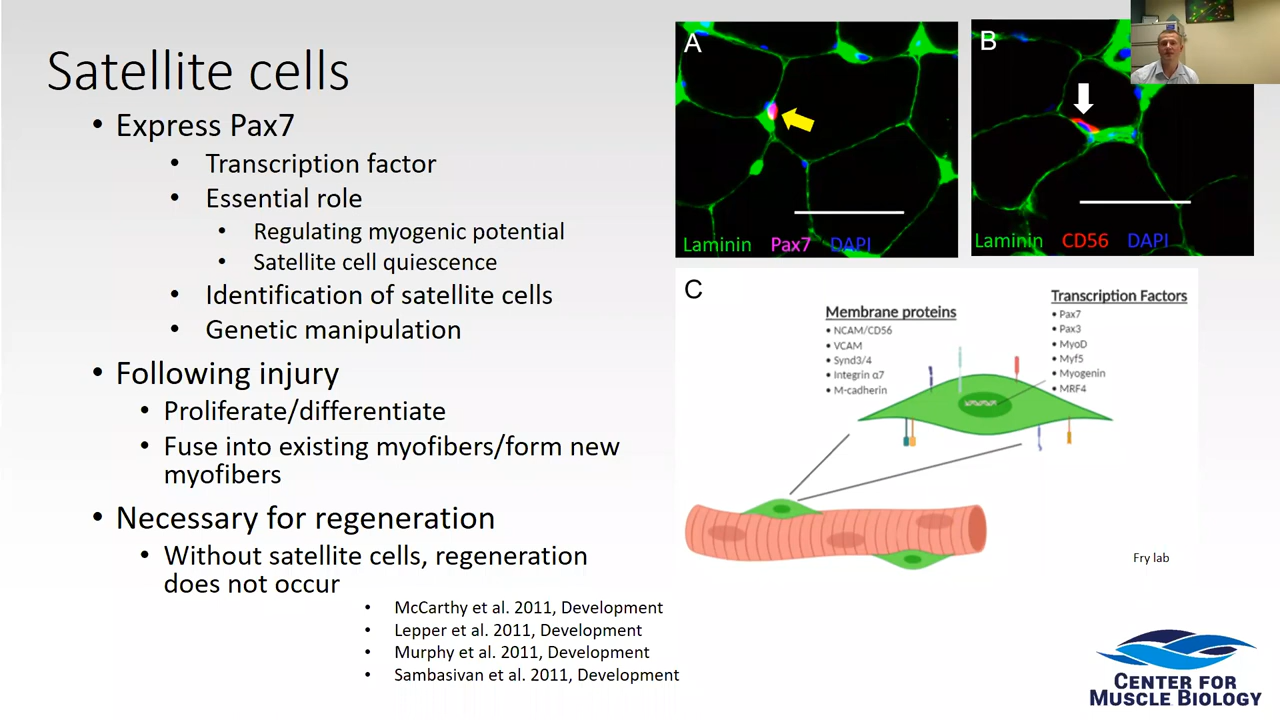 Satellite cells
• Express Pax7
• Transcription factor
• Essential role
• Regulating myogenic potential
• Satellite cell quiescence
• Identification of satellite cells
• Genetic manipulation
• Following injury
• Proliferate/differentiate
• Fuse into existing myofibers/form new
myofibers
• Necessary for regeneration
• Without satellite cells, regeneration
does not occur
• McCarthy et al. 2011, Development
• Lepper et al. 2011, Development
• Murphy et al. 2011, Development
• Sambasivan et al. 2011, Development
A
Laminin Pax7 DAPI
B
Laminin CD56 DAPI
C
Membrane proteins
• NCAM/CD56
• VCAM
• Synd3/4
• Integrin α7
• M-cadherin
Transcription Factors
• Pax7
• Pax3
• MyoD
• Myf5
• Myogenin
• MRF4
Fry lab
CENTER FOR
MUSCLE BIOLOGY